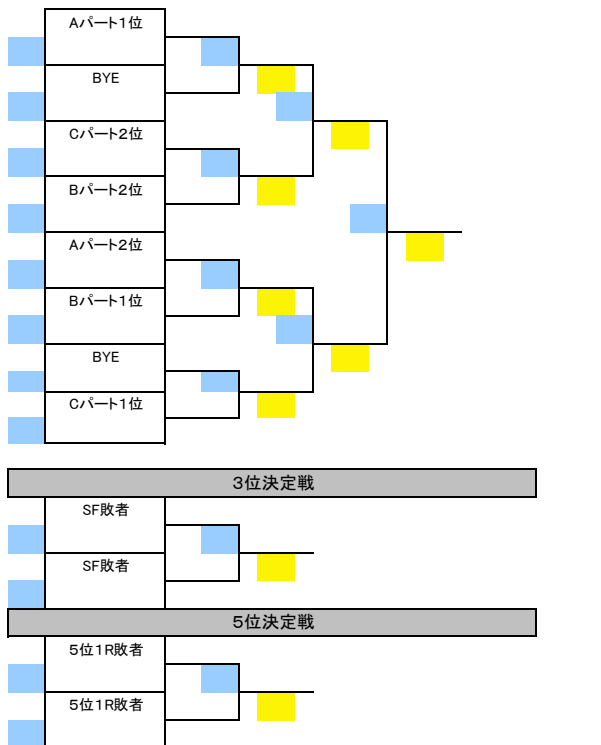 Aパート1位
BYE
Cパート2位
Bパート2位
Aパート2位
Bパート1位
BYE
Cパート1位
3位決定戦
SF敗者
SF敗者
5位決定戦
5位1R敗者
5位1R敗者